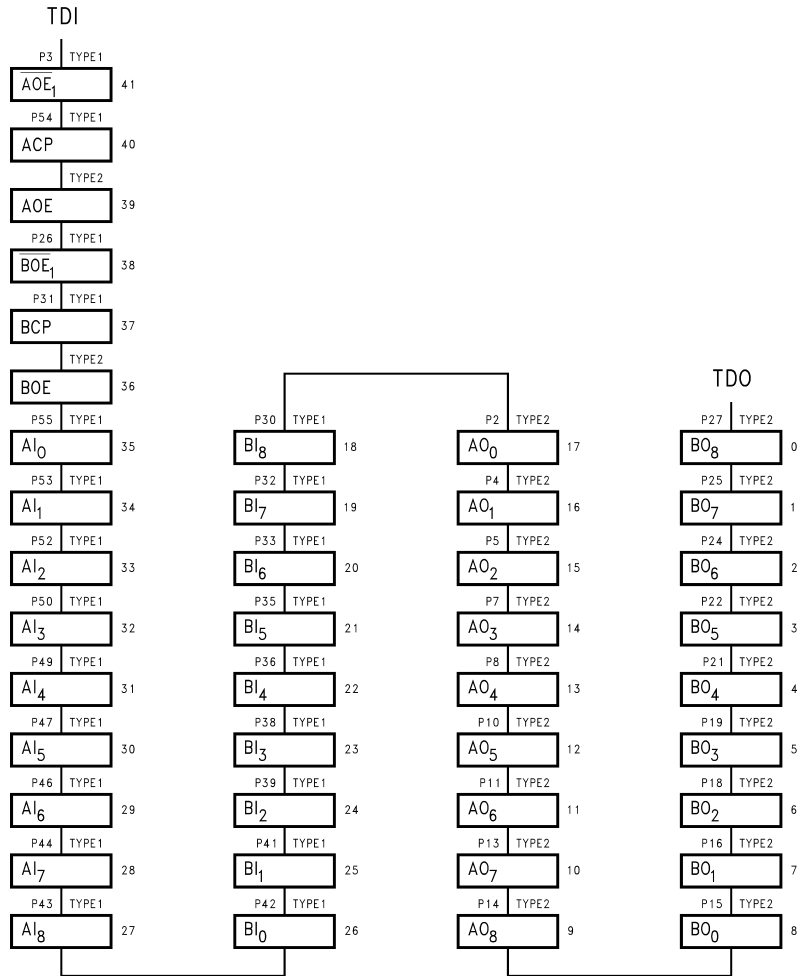 TDI
P3 TYPE1
AOE1 41
P54 TYPE1
ACP 40
TYPE2
AOE 39
P26 TYPE1
BOE1 38
P31 TYPE1
BCP 37
TYPE2
BOE 36
P55 TYPE1
AI0 35
P53 TYPE1
AI1 34
P52 TYPE1
AI2 33
P50 TYPE1
AI3 32
P49 TYPE1
AI4 31
P47 TYPE1
AI5 30
P46 TYPE1
AI6 29
P44 TYPE1
AI7 28
P43 TYPE1
AI8 27
P30 TYPE1
BI8 18
P32 TYPE1
BI7 19
P33 TYPE1
BI6 20
P35 TYPE1
BI5 21
P36 TYPE1
BI4 22
P38 TYPE1
BI3 23
P39 TYPE1
BI2 24
P41 TYPE1
BI1 25
P42 TYPE1
BI0 26
P2 TYPE2
AO0 17
P4 TYPE2
AO1 16
P5 TYPE2
AO2 15
P7 TYPE2
AO3 14
P8 TYPE2
AO4 13
P10 TYPE2
AO5 12
P11 TYPE2
AO6 11
P13 TYPE2
AO7 10
P14 TYPE2
AO8 9
TDO
P27 TYPE2
BO8 0
P25 TYPE2
BO7 1
P24 TYPE2
BO6 2
P22 TYPE2
BO5 3
P21 TYPE2
BO4 4
P19 TYPE2
BO3 5
P18 TYPE2
BO2 6
P16 TYPE2
BO1 7
P15 TYPE2
BO0 8